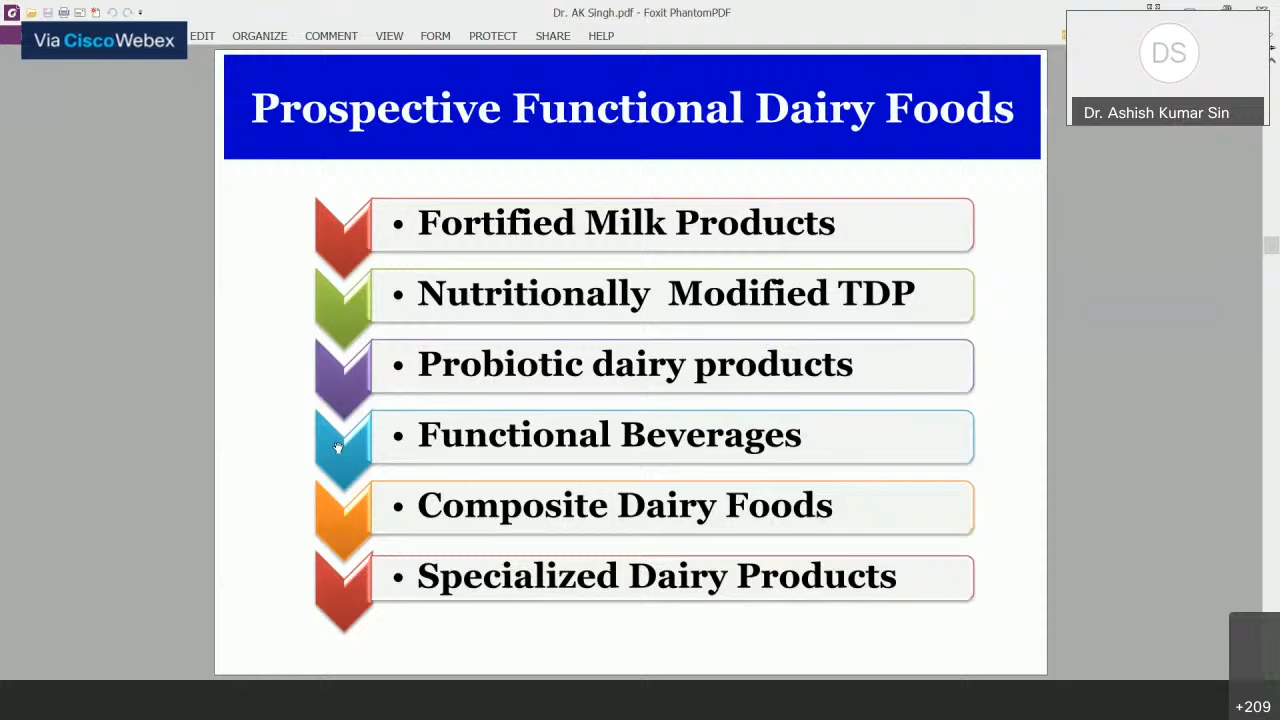 Dr. AK Singh.pdf - Foxit PhantomPDF
Via CiscoWebex
EDIT ORGANIZE COMMENT VIEW FORM PROTECT SHARE HELP
DS
Dr. Ashish Kumar Sin
Prospective Functional Dairy Foods
• Fortified Milk Products
• Nutritionally Modified TDP
• Probiotic dairy products
• Functional Beverages
• Composite Dairy Foods
• Specialized Dairy Products
+209